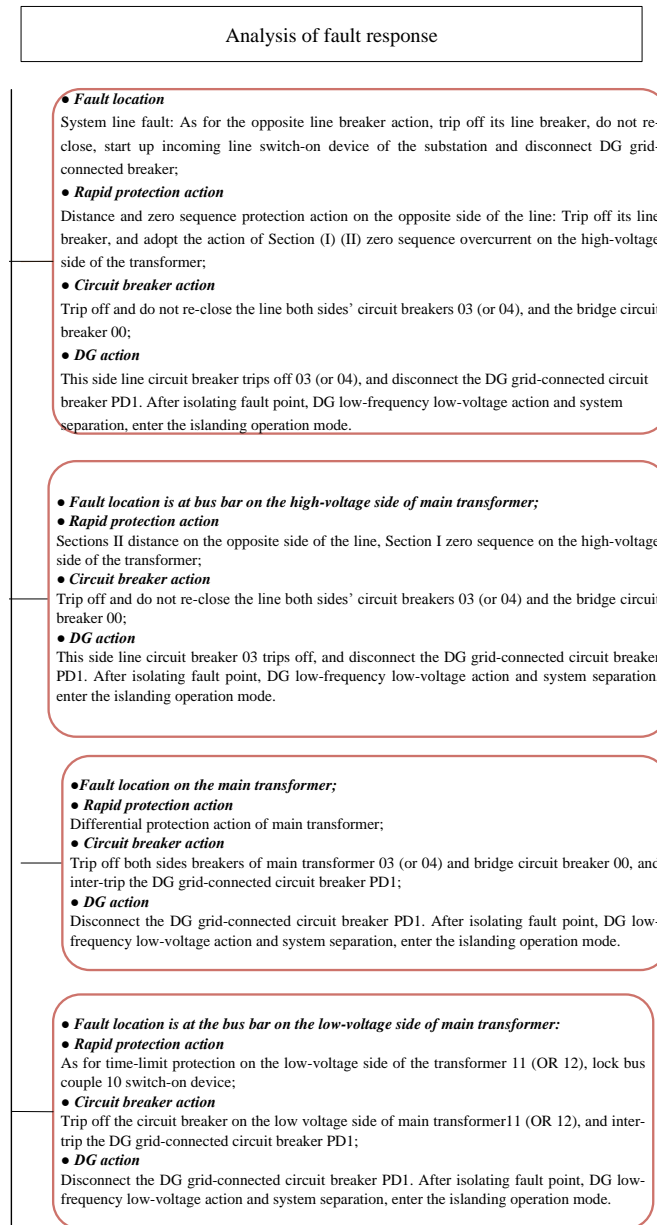 Analysis of fault response
● Fault location
System line fault: As for the opposite line breaker action, trip off its line breaker, do not re-
close, start up incoming line switch-on device of the substation and disconnect DG grid-
connected breaker;
● Rapid protection action
Distance and zero sequence protection action on the opposite side of the line: Trip off its line
breaker, and adopt the action of Section (I) (II) zero sequence overcurrent on the high-voltage
side of the transformer;
● Circuit breaker action
Trip off and do not re-close the line both sides’ circuit breakers 03 (or 04), and the bridge circuit
breaker 00;
● DG action
This side line circuit breaker trips off 03 (or 04), and disconnect the DG grid-connected circuit
breaker PD1. After isolating fault point, DG low-frequency low-voltage action and system
separation, enter the islanding operation mode.
● Fault location is at bus bar on the high-voltage side of main transformer;
● Rapid protection action
Sections II distance on the opposite side of the line, Section I zero sequence on the high-voltage
side of the transformer;
● Circuit breaker action
Trip off and do not re-close the line both sides’ circuit breakers 03 (or 04) and the bridge circuit
breaker 00;
● DG action
This side line circuit breaker 03 trips off, and disconnect the DG grid-connected circuit breaker
PD1. After isolating fault point, DG low-frequency low-voltage action and system separation,
enter the islanding operation mode.
●Fault location on the main transformer;
● Rapid protection action
Differential protection action of main transformer;
● Circuit breaker action
Trip off both sides breakers of main transformer 03 (or 04) and bridge circuit breaker 00, and
inter-trip the DG grid-connected circuit breaker PD1;
● DG action
Disconnect the DG grid-connected circuit breaker PD1. After isolating fault point, DG low-
frequency low-voltage action and system separation, enter the islanding operation mode.
● Fault location is at the bus bar on the low-voltage side of main transformer:
● Rapid protection action
As for time-limit protection on the low-voltage side of the transformer 11 (OR 12), lock bus
couple 10 switch-on device;
● Circuit breaker action
Trip off the circuit breaker on the low voltage side of main transformer11 (OR 12), and inter-
trip the DG grid-connected circuit breaker PD1;
● DG action
Disconnect the DG grid-connected circuit breaker PD1. After isolating fault point, DG low-
frequency low-voltage action and system separation, enter the islanding operation mode.